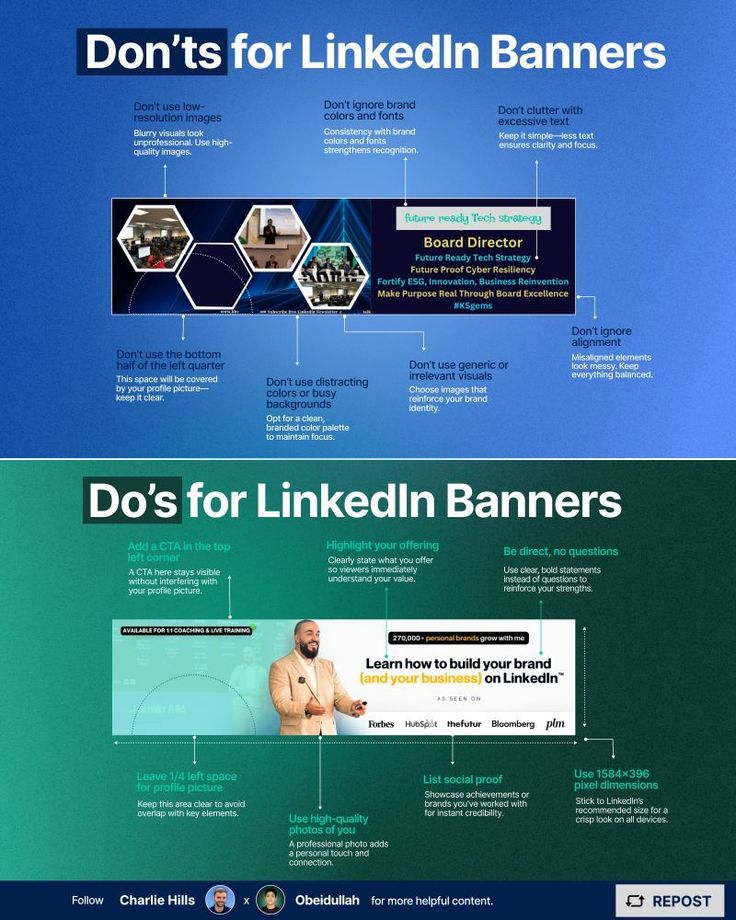 Don'ts for LinkedIn Banners
Don't use low-
resolution images
Blurry visuals look
unprofessional. Use high-
quality images.
Don't ignore brand
colors and fonts
Consistency with brand
colors and fonts
strengthens recognition.
Don't clutter with
excessive text
Keep it simple—less text
ensures clarity and focus.
future ready Tech strategy
Board Director
Future Ready Tech Strategy
Future Proof Cyber Resiliency
Fortify ESG, Innovation, Business Reinvention
Make Purpose Real Through Board Excellence
#KSgems
Subscribe free LinkedIn Newsletter
Don't use the bottom
half of the left quarter
This space will be covered
by your profile picture—
keep it clear.
Don't use distracting
colors or busy
backgrounds
Opt for a clean,
branded color palette
to maintain focus.
Don't use generic or
irrelevant visuals
Choose images that
reinforce your brand
identity.
Don't ignore
alignment
Misaligned elements
look messy. Keep
everything balanced.
Do's for LinkedIn Banners
Add a CTA in the top
left corner
A CTA here stays visible
without interfering with
your profile picture.
Highlight your offering
Clearly state what you offer
so viewers immediately
understand your value.
Be direct, no questions
Use clear, bold statements
instead of questions to
reinforce your strengths.
AVAILABLE FOR 1:1 COACHING & LIVE TRAINING
270,000+ personal brands grow with me
Learn how to build your brand
(and your business) on LinkedIn™
AS SEEN ON
Forbes HubSpot thefutur Bloomberg plm
Leave 1/4 left space
for profile picture
Keep this area clear to avoid
overlap with key elements.
Use high-quality
photos of you
A professional photo adds
a personal touch and
connection.
List social proof
Showcase achievements or
brands you've worked with
for instant credibility.
Use 1584×396
pixel dimensions
Stick to LinkedIn's
recommended size for a
crisp look on all devices.
Follow Charlie Hills x Obeidullah for more helpful content.
REPOST